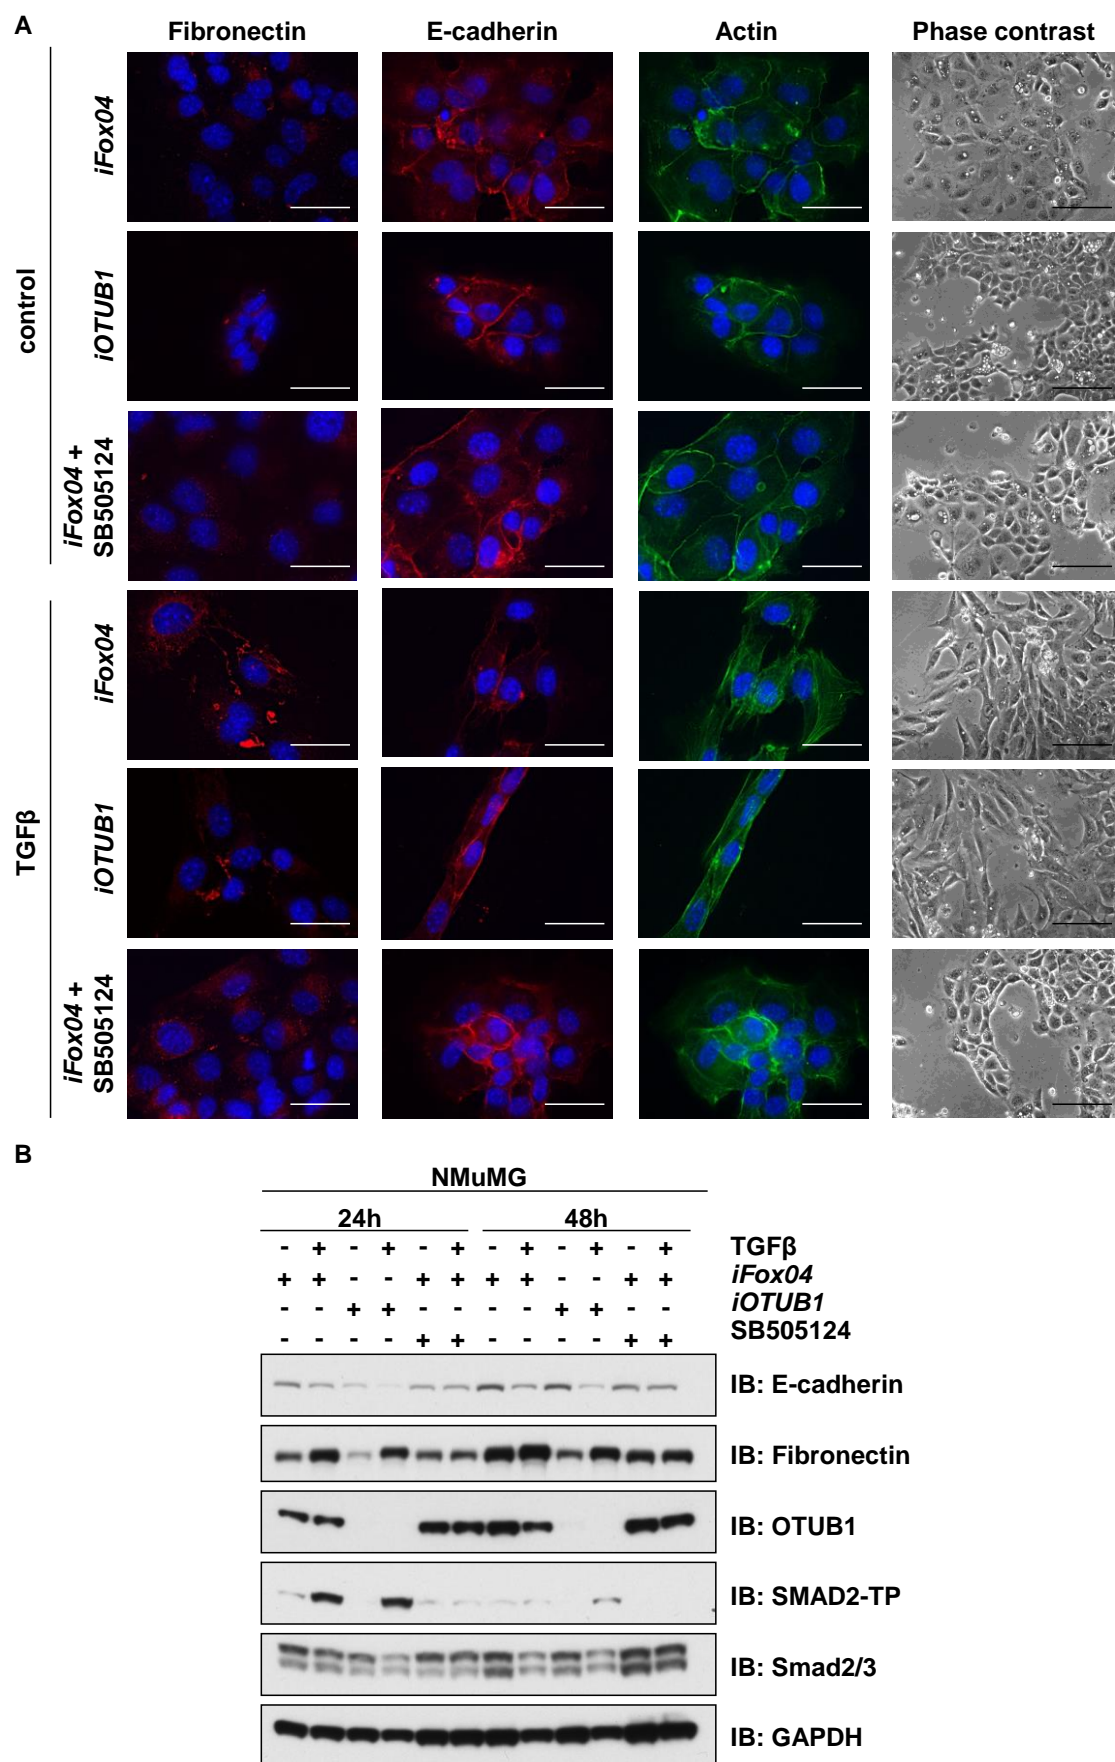 A
Fibronectin E-cadherin Actin Phase contrast
control
iFox04
iOTUB1
iFox04 +
SB505124
TGFβ
iFox04
iOTUB1
iFox04 +
SB505124
B
NMuMG
24h 48h
- + - + - + - + - + - + TGFβ
+ + - - + + + + - - + + iFox04
- - + + - - - - + + - - iOTUB1
- - - - + + - - - - + + SB505124
IB: E-cadherin
IB: Fibronectin
IB: OTUB1
IB: SMAD2-TP
IB: Smad2/3
IB: GAPDH